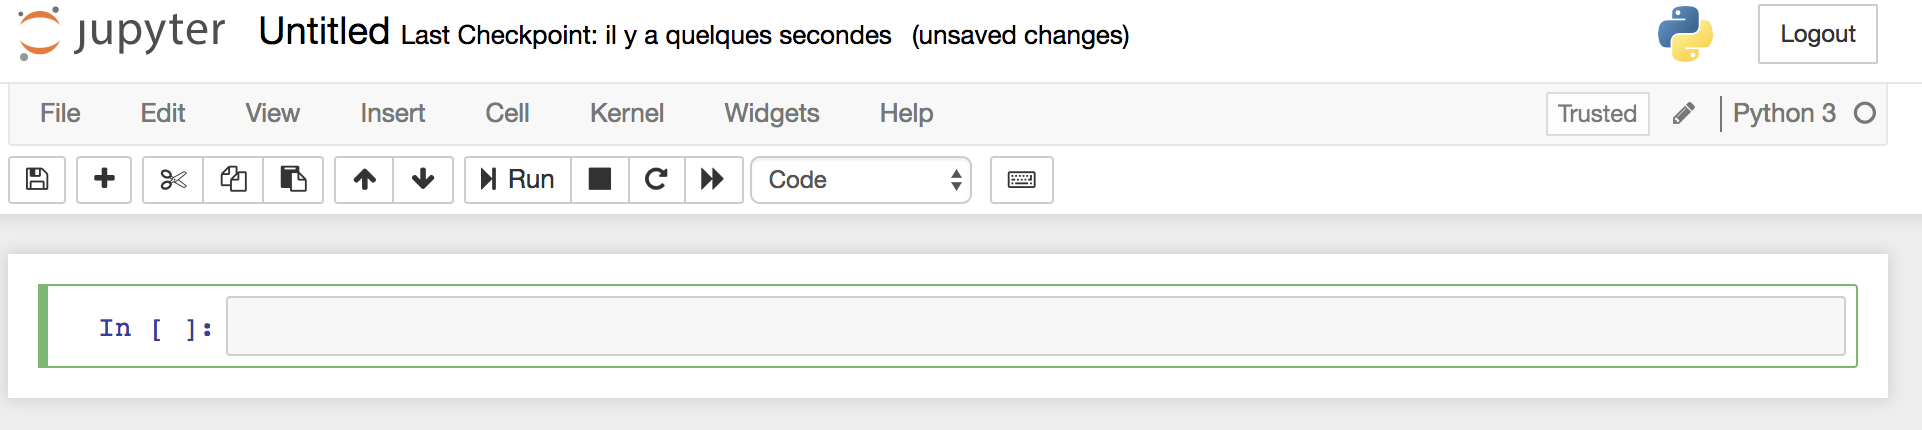 jupyter Untitled Last Checkpoint: il y a quelques secondes (unsaved changes) Logout
File Edit View Insert Cell Kernel Widgets Help Trusted Python 3
Run Code
In [ ]: